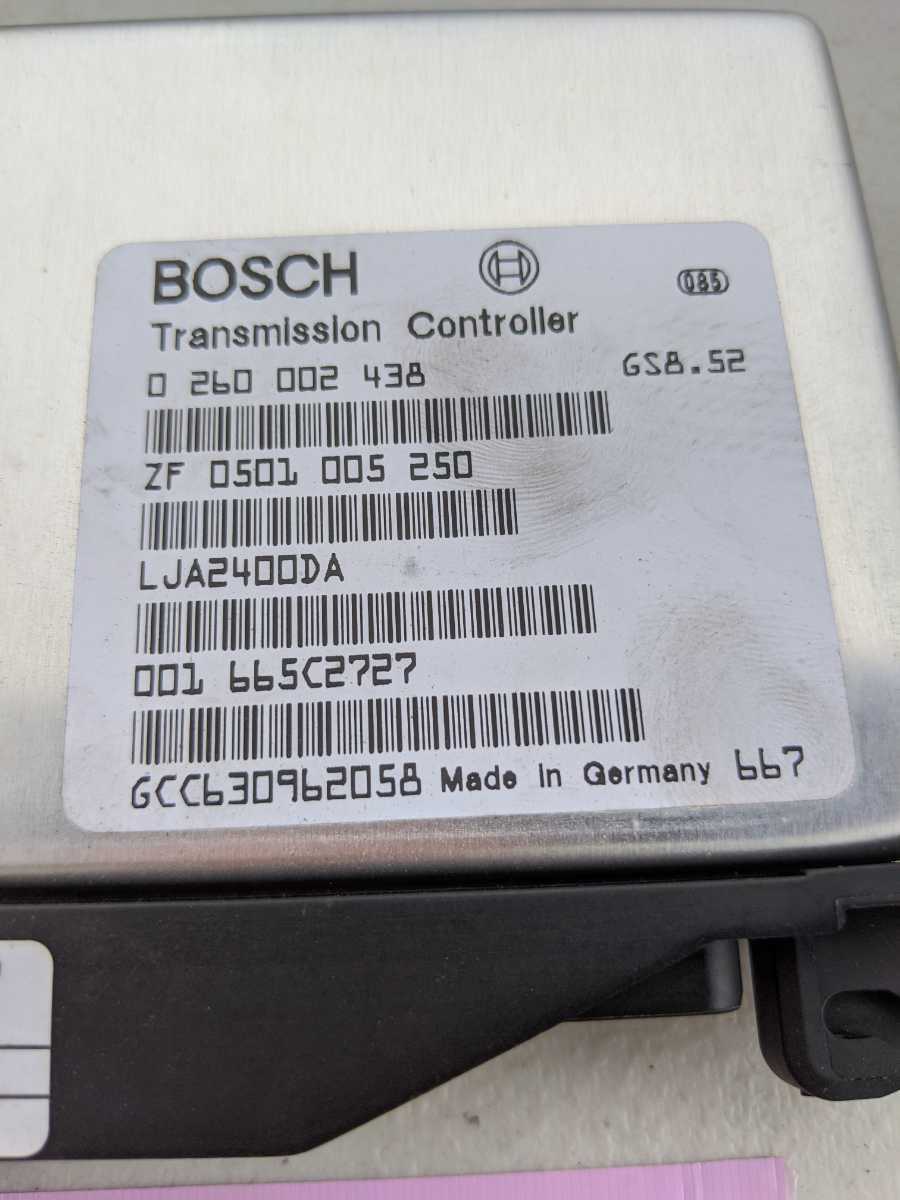 BOSCH
085
Transmission Controller
0 260 002 438 GS8.52
ZF 0501 005 250
LJA2400DA
001 665C2727
GCC630962058 Made in Germany 667